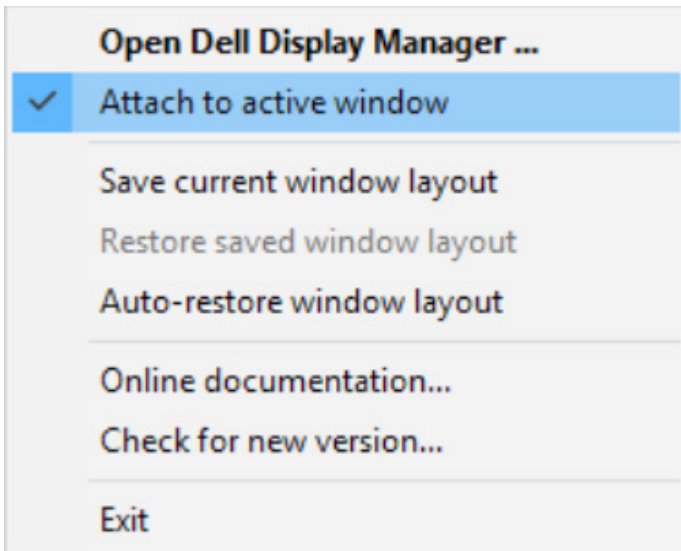 Open Dell Display Manager ...
Attach to active window
Save current window layout
Restore saved window layout
Auto-restore window layout
Online documentation...
Check for new version...
Exit